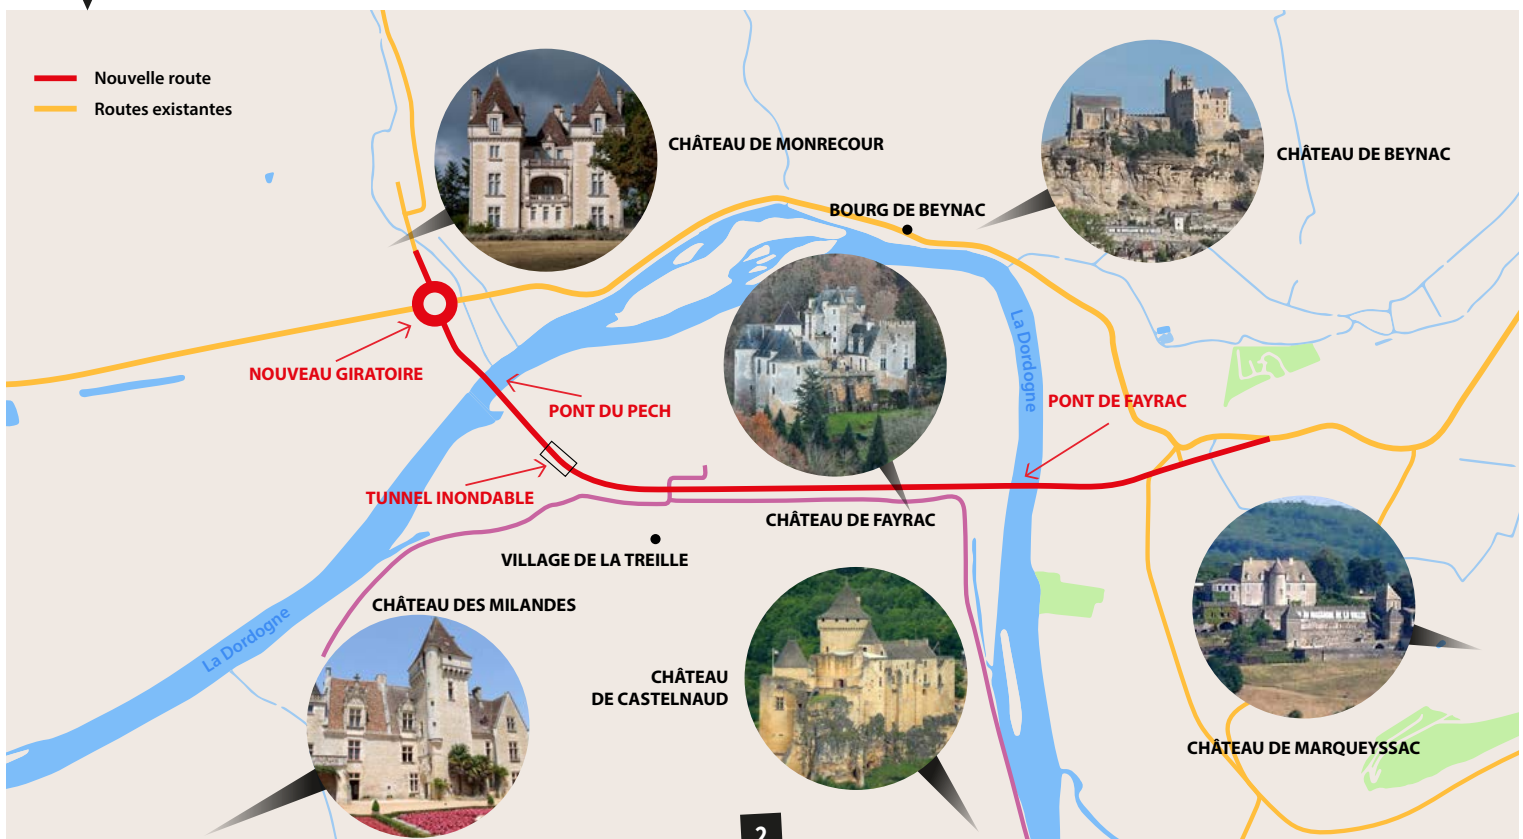 Nouvelle route
Routes existantes
CHÂTEAU DE MONRECOUR
CHÂTEAU DE BEYNAC
BOURG DE BEYNAC
La Dordogne
NOUVEAU GIRATOIRE
PONT DU PECH
PONT DE FAYRAC
TUNNEL INONDABLE
CHÂTEAU DE FAYRAC
VILLAGE DE LA TREILLE
CHÂTEAU DES MILANDES
La Dordogne
CHÂTEAU
DE CASTELNAUD
CHÂTEAU DE MARQUEYSSAC
2